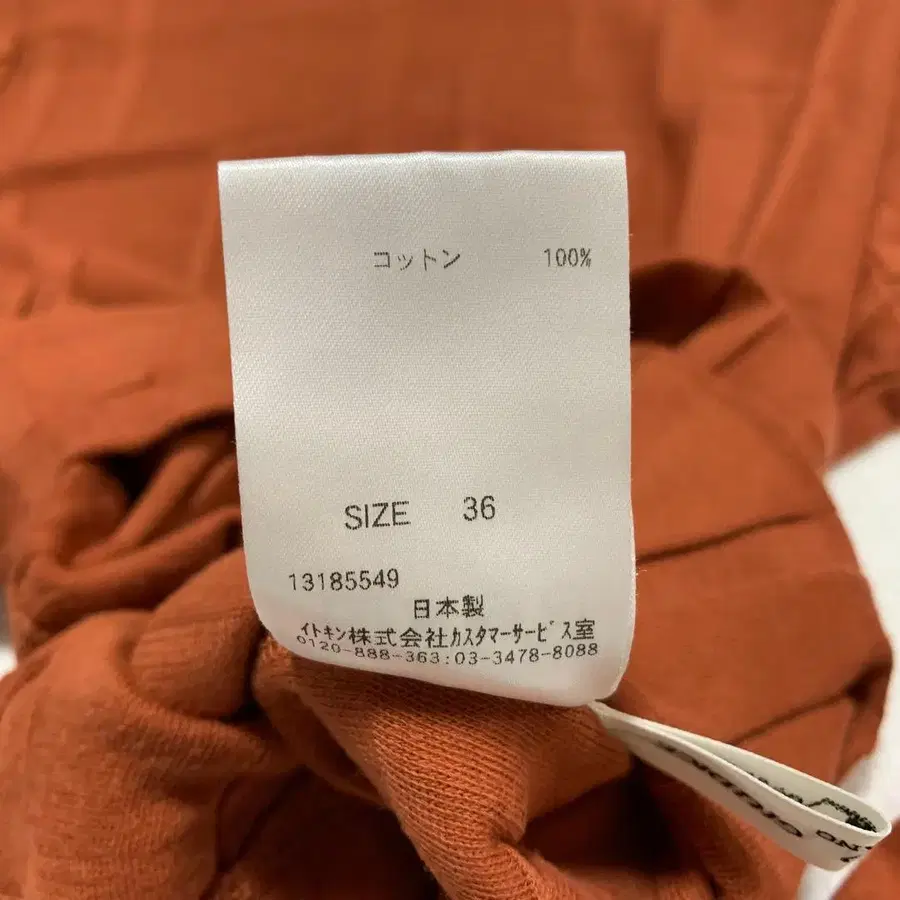 コットン 100%
SIZE 36
13185549
日本製
イトキン株式会社カスタマーサービス室
0120-888-363:03-3478-8088